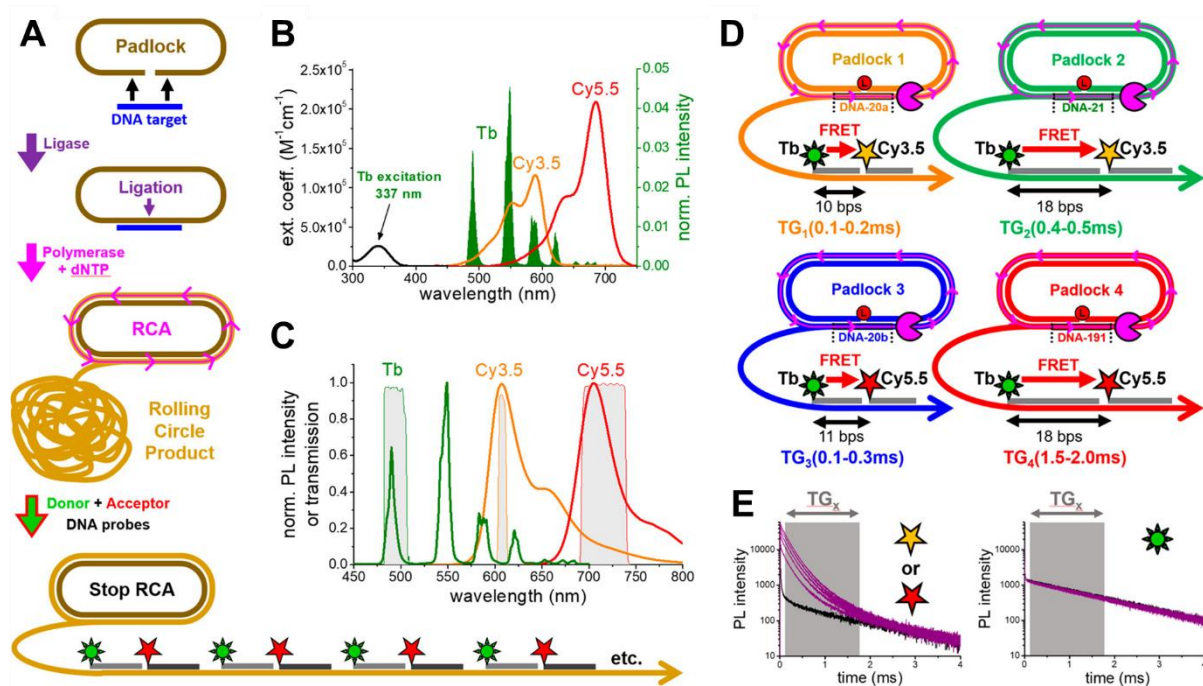 A
Padlock
DNA target
Ligase
Ligation
Polymerase
+ dNTP
RCA
Rolling
Circle
Product
Donor + Acceptor
DNA probes
Stop RCA
etc.
B
ext. coeff. (M⁻¹cm⁻¹)
2.5x10⁵
2.0x10⁵
1.5x10⁵
1.0x10⁵
5.0x10⁴
0.0x10⁰
Tb excitation
337 nm
Tb
Cy3.5
Cy5.5
0.05
0.04
0.03
0.02
0.01
0.00
norm. PL intensity
300 400 500 600 700
wavelength (nm)
C
norm. PL intensity
or transmission
1.0
0.8
0.6
0.4
0.2
0.0
Tb
Cy3.5
Cy5.5
450 500 550 600 650 700 750 800
wavelength (nm)
D
Padlock 1
L
DNA-20a
FRET
Tb
Cy3.5
10 bps
TG₁(0.1-0.2ms)
Padlock 2
L
DNA-21
FRET
Tb
Cy3.5
18 bps
TG₂(0.4-0.5ms)
Padlock 3
L
DNA-20b
FRET
Tb
Cy5.5
11 bps
TG₃(0.1-0.3ms)
Padlock 4
L
DNA-191
FRET
Tb
Cy5.5
18 bps
TG₄(1.5-2.0ms)
E
TGₓ
PL intensity
10000
1000
100
10
0 1 2 3 4
time (ms)
or
TGₓ
PL intensity
10000
1000
100
10
0 1 2 3 4
time (ms)